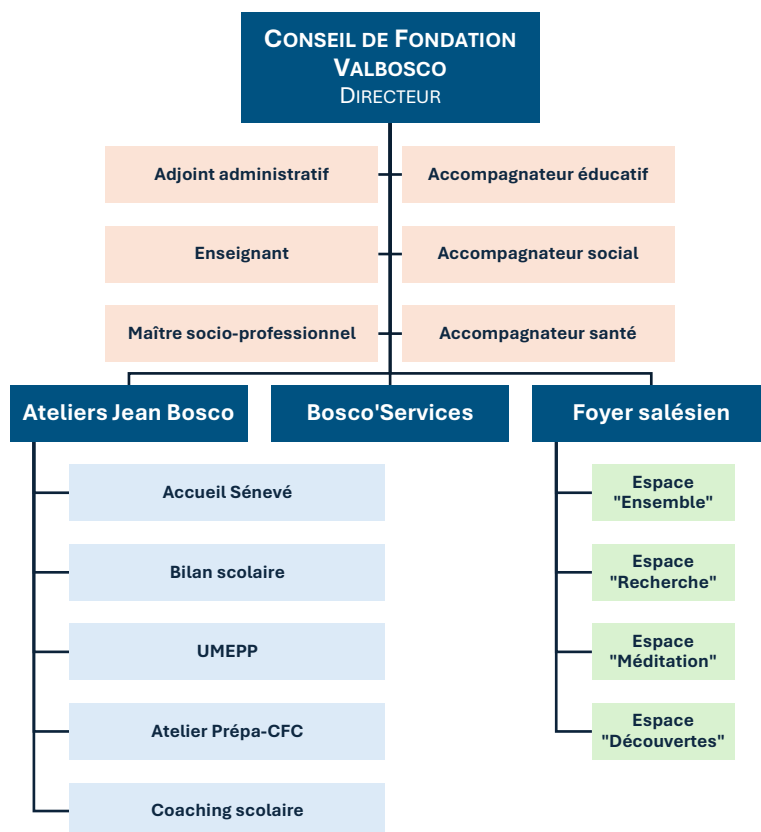 CONSEIL DE FONDATION
VALBOSCO
DIRECTEUR
Adjoint administratif
Accompagnateur éducatif
Enseignant
Accompagnateur social
Maître socio-professionnel
Accompagnateur santé
Ateliers Jean Bosco
Bosco'Services
Foyer salésien
Accueil Sénevé
Bilan scolaire
UMEPP
Atelier Prépa-CFC
Coaching scolaire
Espace
"Ensemble"
Espace
"Recherche"
Espace
"Méditation"
Espace
"Découvertes"